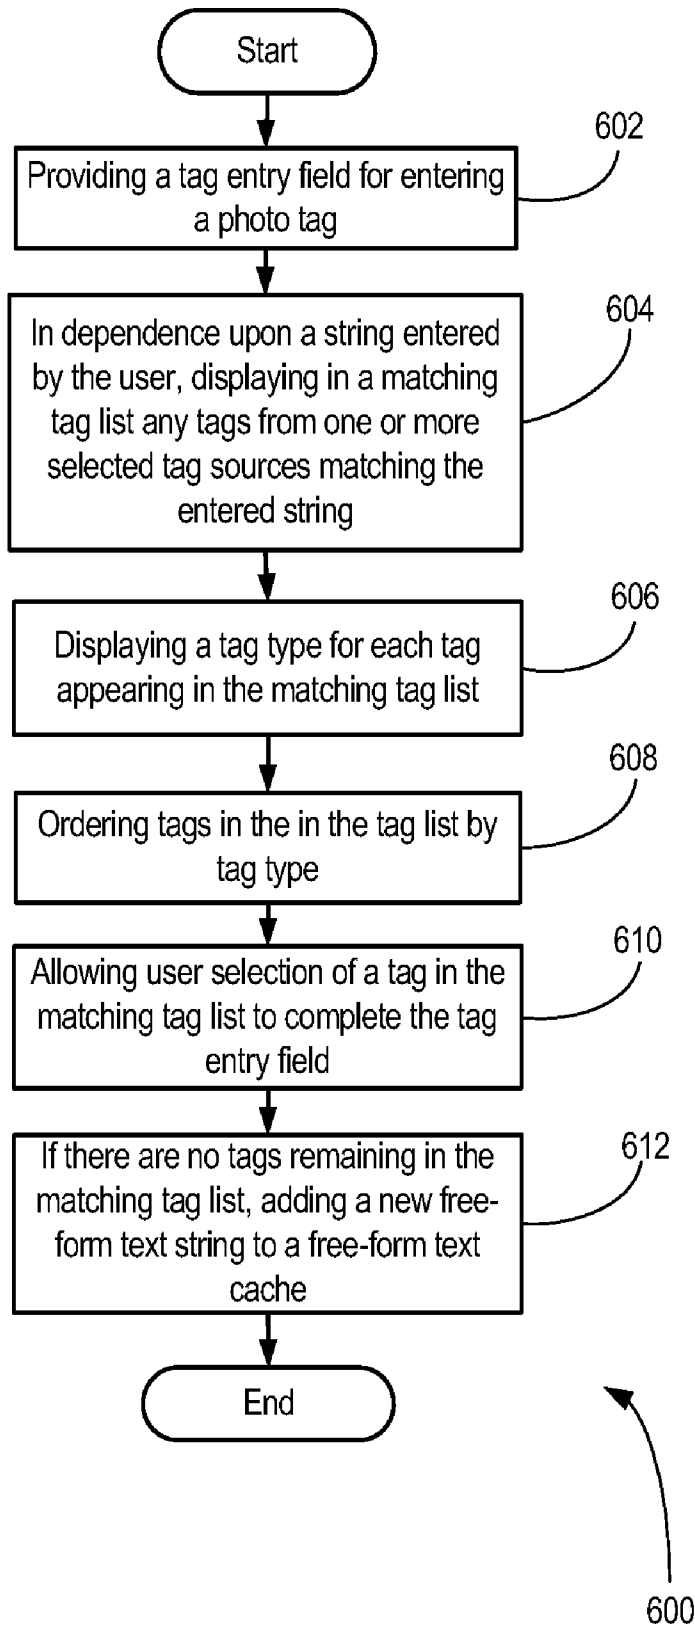 Start
602
Providing a tag entry field for entering
a photo tag
604
In dependence upon a string entered
by the user, displaying in a matching
tag list any tags from one or more
selected tag sources matching the
entered string
606
Displaying a tag type for each tag
appearing in the matching tag list
608
Ordering tags in the in the tag list by
tag type
610
Allowing user selection of a tag in the
matching tag list to complete the tag
entry field
612
If there are no tags remaining in the
matching tag list, adding a new free-
form text string to a free-form text
cache
End
600